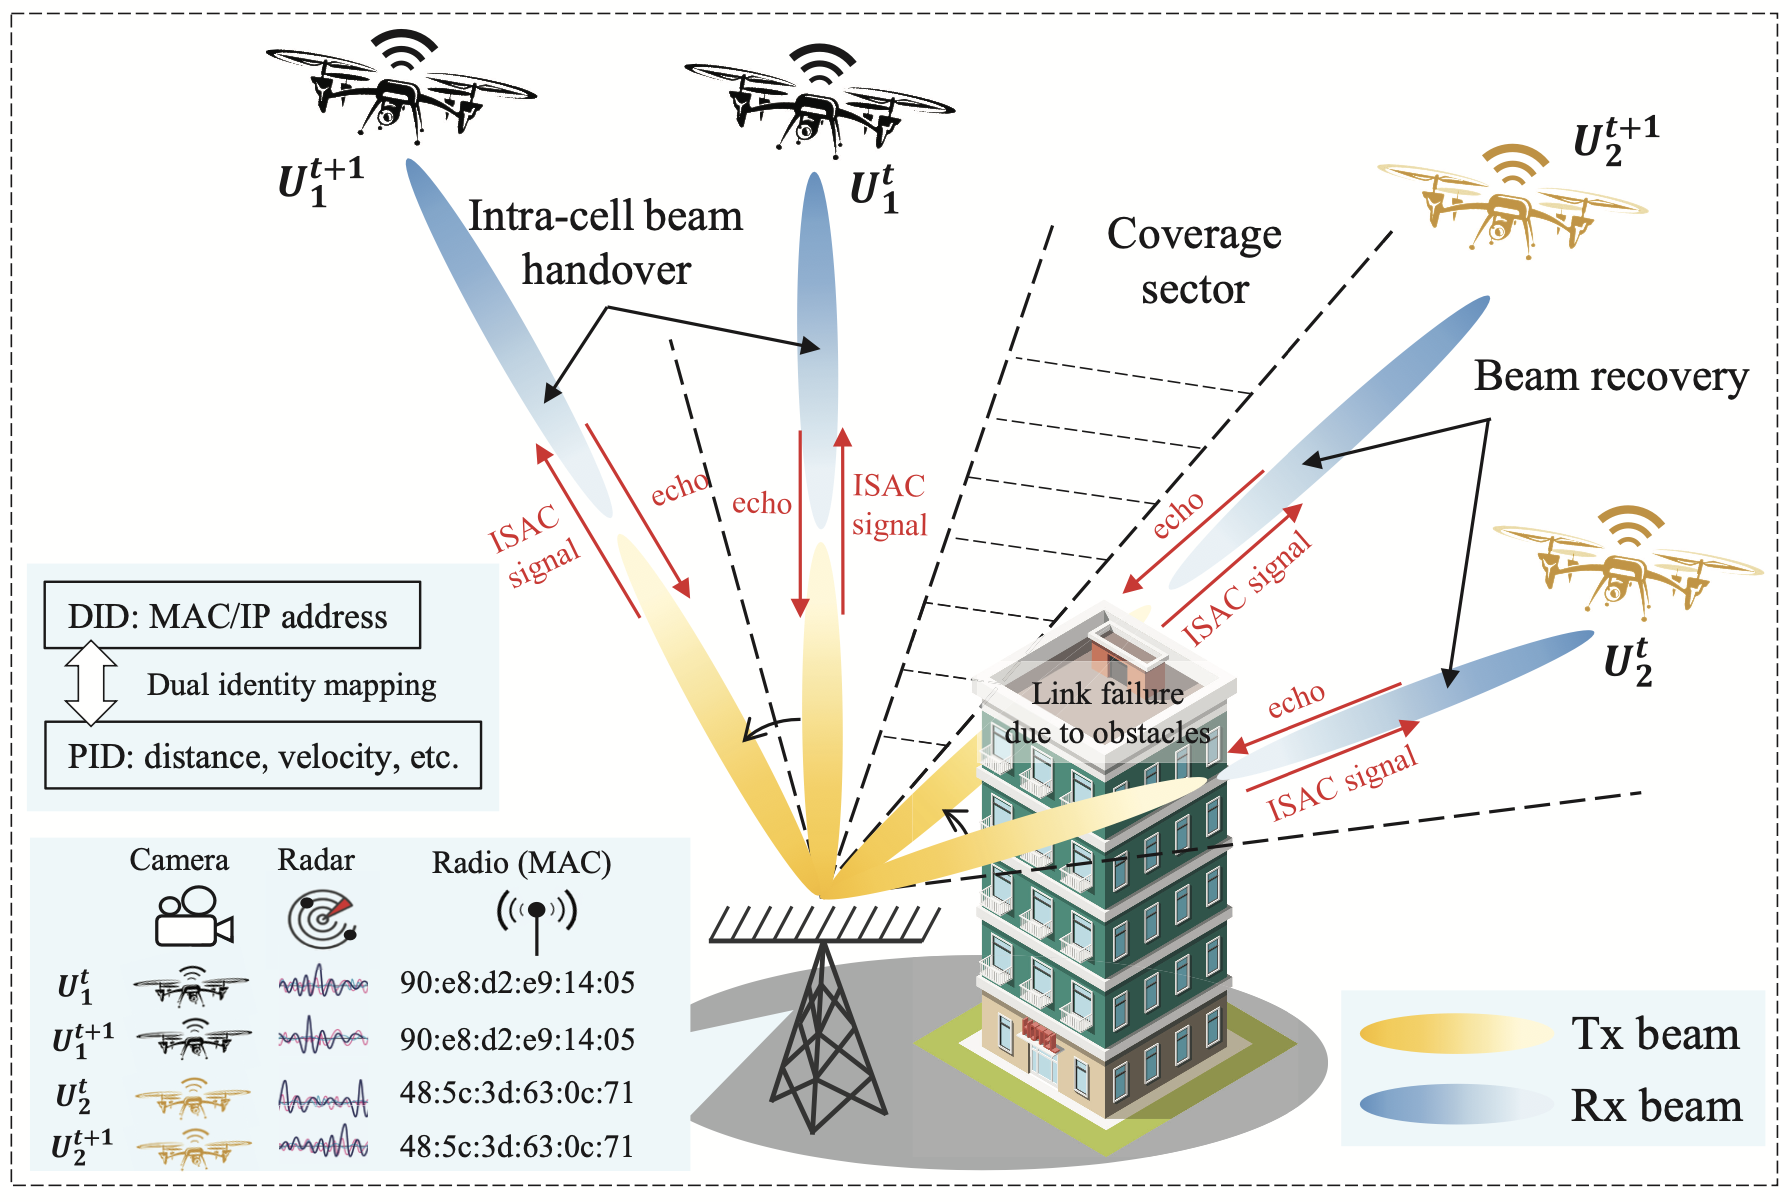 U_1^{t+1}
U_1^t
U_2^{t+1}
Intra-cell beam
handover
Coverage
sector
Beam recovery
echo
ISAC
signal
echo
ISAC
signal
echo
ISAC signal
U_2^t
echo
ISAC signal
Link failure
due to obstacles
DID: MAC/IP address
Dual identity mapping
PID: distance, velocity, etc.
Camera Radar Radio (MAC)
U_1^t 90:e8:d2:e9:14:05
U_1^{t+1} 90:e8:d2:e9:14:05
U_2^t 48:5c:3d:63:0c:71
U_2^{t+1} 48:5c:3d:63:0c:71
HOTEL
Tx beam
Rx beam